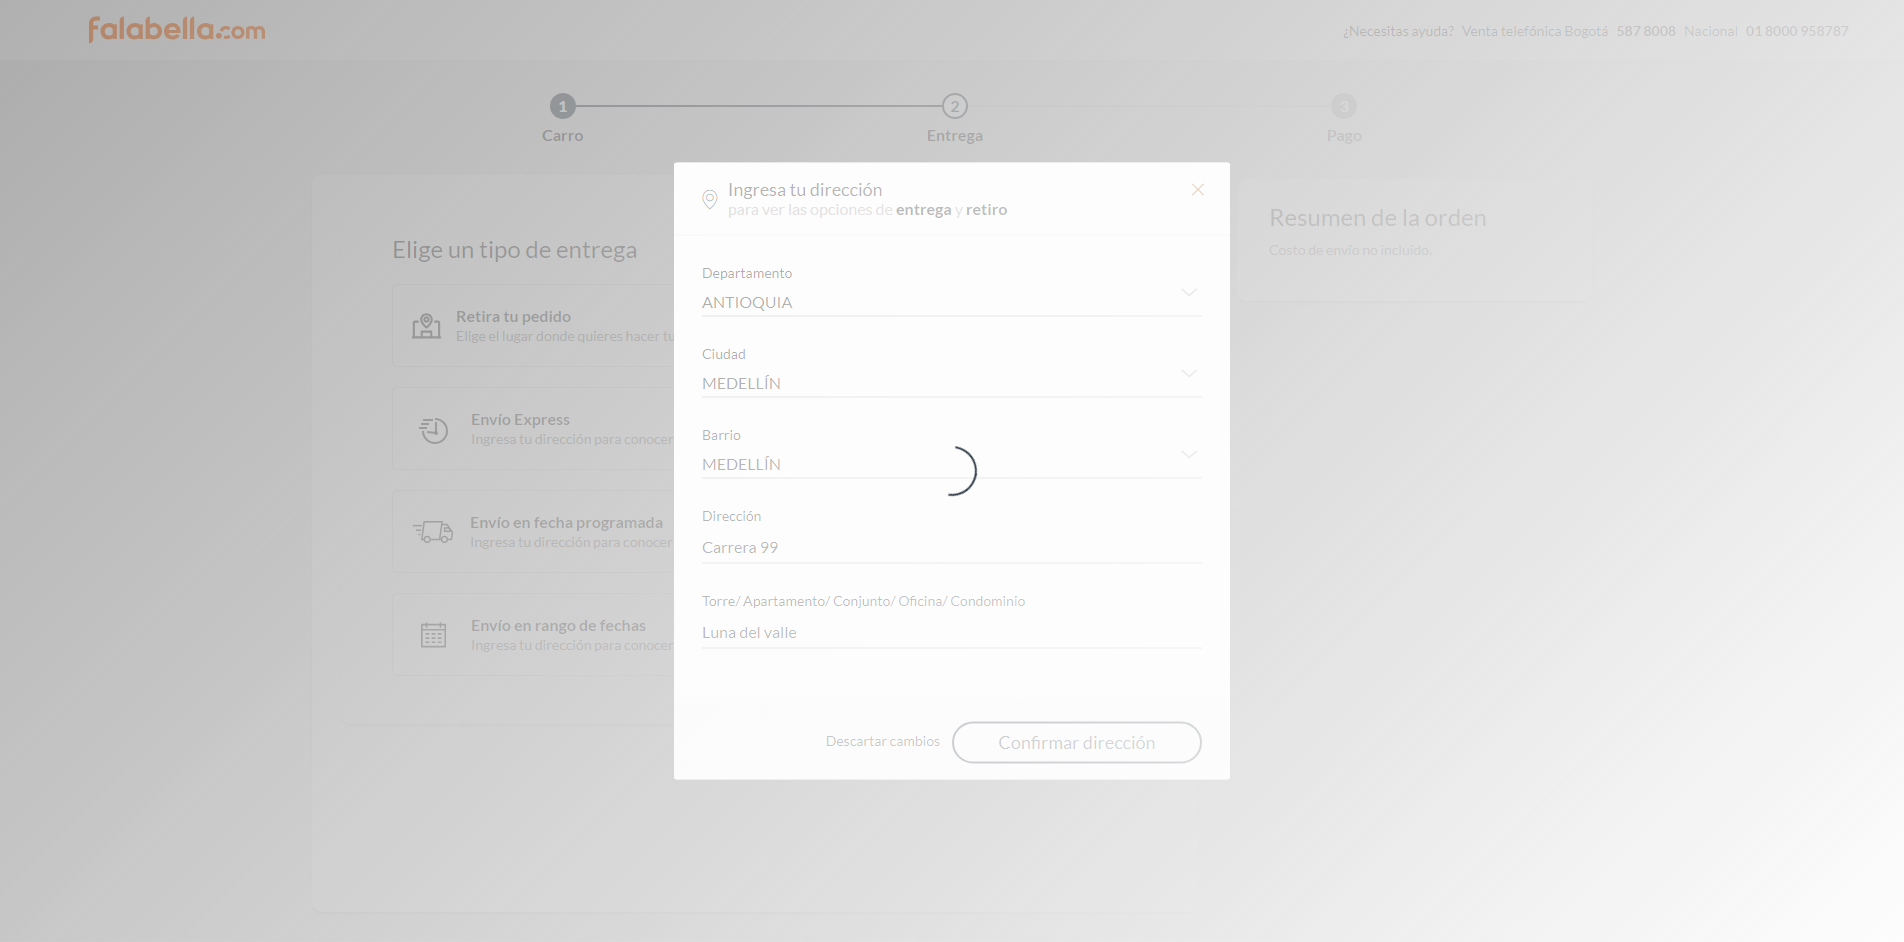 falabella.com
¿Necesitas ayuda? Venta telefónica Bogotá 587 8008 Nacional 01 8000 958787
1
2
3
Carro
Entrega
Pago
Ingresa tu dirección
para ver las opciones de entrega y retiro
Departamento
ANTIOQUIA
Ciudad
MEDELLÍN
Barrio
MEDELLÍN
Dirección
Carrera 99
Torre/ Apartamento/ Conjunto/ Oficina/ Condominio
Luna del valle
Descartar cambios
Confirmar dirección
Elige un tipo de entrega
Retira tu pedido
Elige el lugar donde quieres hacer tu
Envío Express
Ingresa tu dirección para conocer
Envío en fecha programada
Ingresa tu dirección para conocer
Envío en rango de fechas
Ingresa tu dirección para conocer
Resumen de la orden
Costo de envío no incluido.